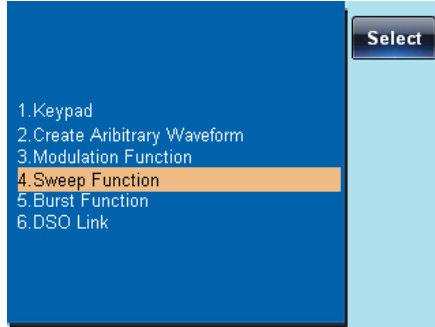 Select
1.Keypad
2.Create Aribitrary Waveform
3.Modulation Function
4.Sweep Function
5.Burst Function
6.DSO Link